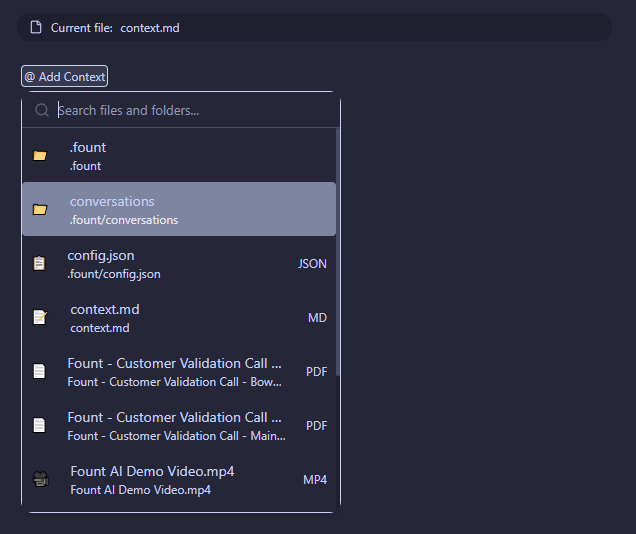 Current file: context.md
@ Add Context
Search files and folders...
.fount
.fount
conversations
.fount/conversations
config.json
.fount/config.json
JSON
context.md
context.md
MD
Fount - Customer Validation Call ...
Fount - Customer Validation Call - Bow...
PDF
Fount - Customer Validation Call ...
Fount - Customer Validation Call - Main...
PDF
Fount AI Demo Video.mp4
Fount AI Demo Video.mp4
MP4